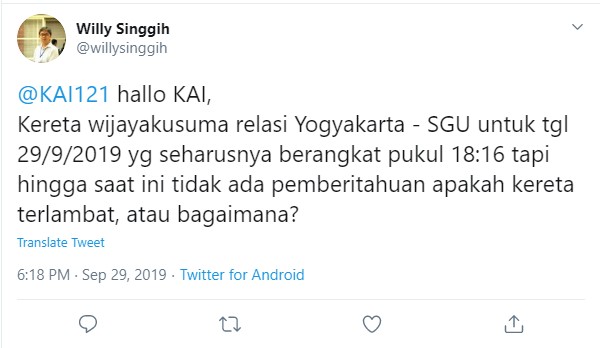 Willy Singgih
@willysinggih
@KAI121 hallo KAI,
Kereta wijayakusuma relasi Yogyakarta - SGU untuk tgl
29/9/2019 yg seharusnya berangkat pukul 18:16 tapi
hingga saat ini tidak ada pemberitahuan apakah kereta
terlambat, atau bagaimana?
Translate Tweet
6:18 PM · Sep 29, 2019 · Twitter for Android